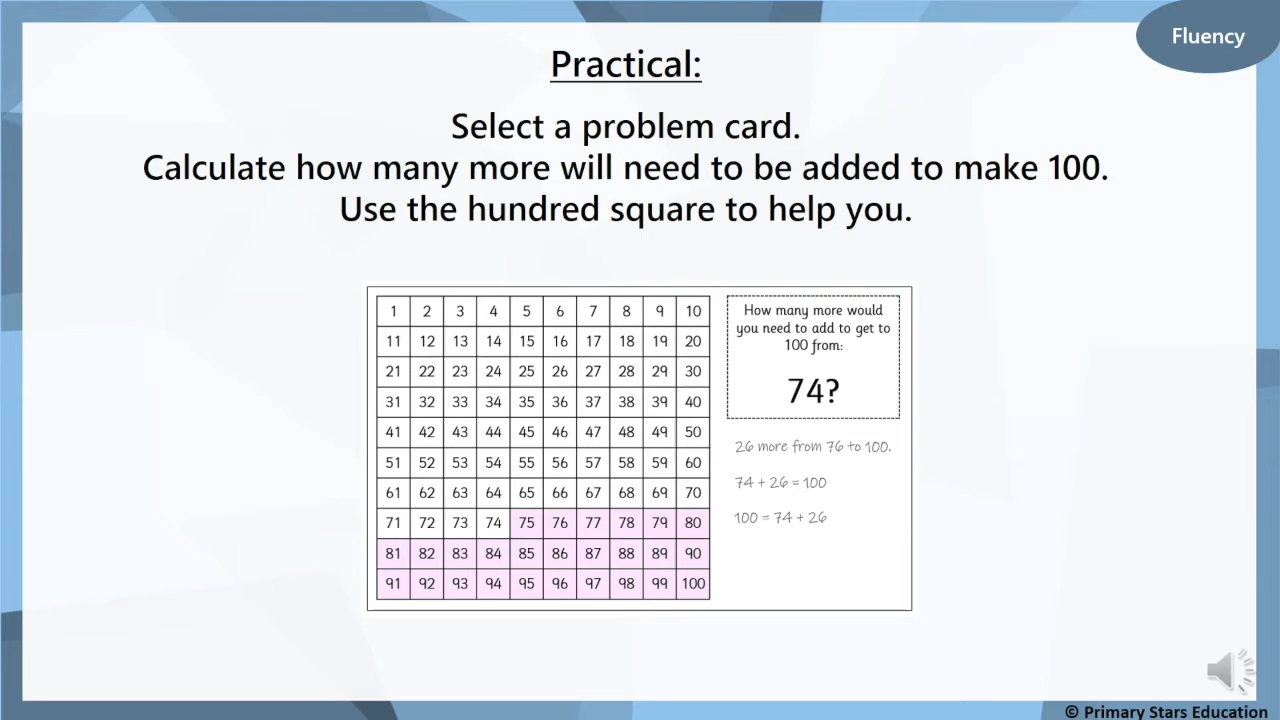 Fluency
Practical:
Select a problem card.
Calculate how many more will need to be added to make 100.
Use the hundred square to help you.
1 2 3 4 5 6 7 8 9 10
11 12 13 14 15 16 17 18 19 20
21 22 23 24 25 26 27 28 29 30
31 32 33 34 35 36 37 38 39 40
41 42 43 44 45 46 47 48 49 50
51 52 53 54 55 56 57 58 59 60
61 62 63 64 65 66 67 68 69 70
71 72 73 74 75 76 77 78 79 80
81 82 83 84 85 86 87 88 89 90
91 92 93 94 95 96 97 98 99 100
How many more would
you need to add to get to
100 from:
74?
26 more from 76 to 100.
74 + 26 = 100
100 = 74 + 26
© Primary Stars Education